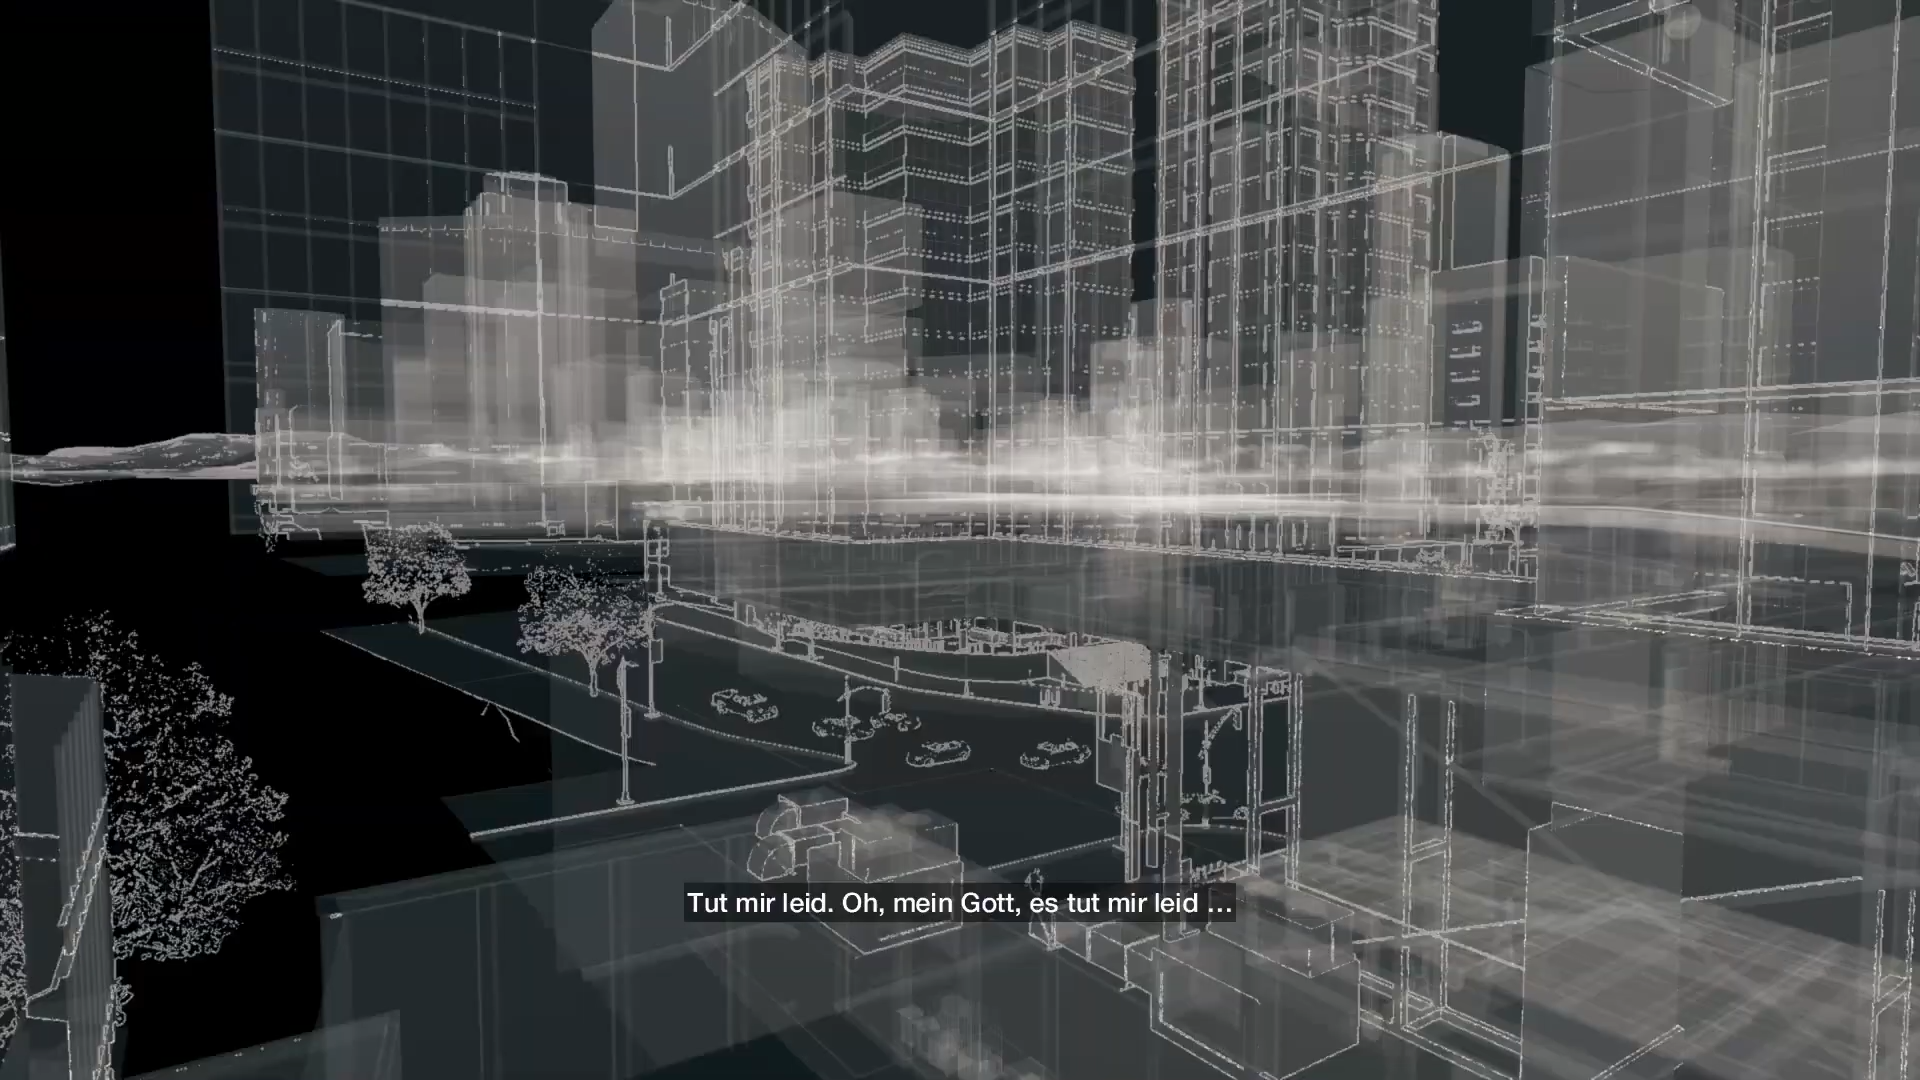 Tut mir leid. Oh, mein Gott, es tut mir leid …